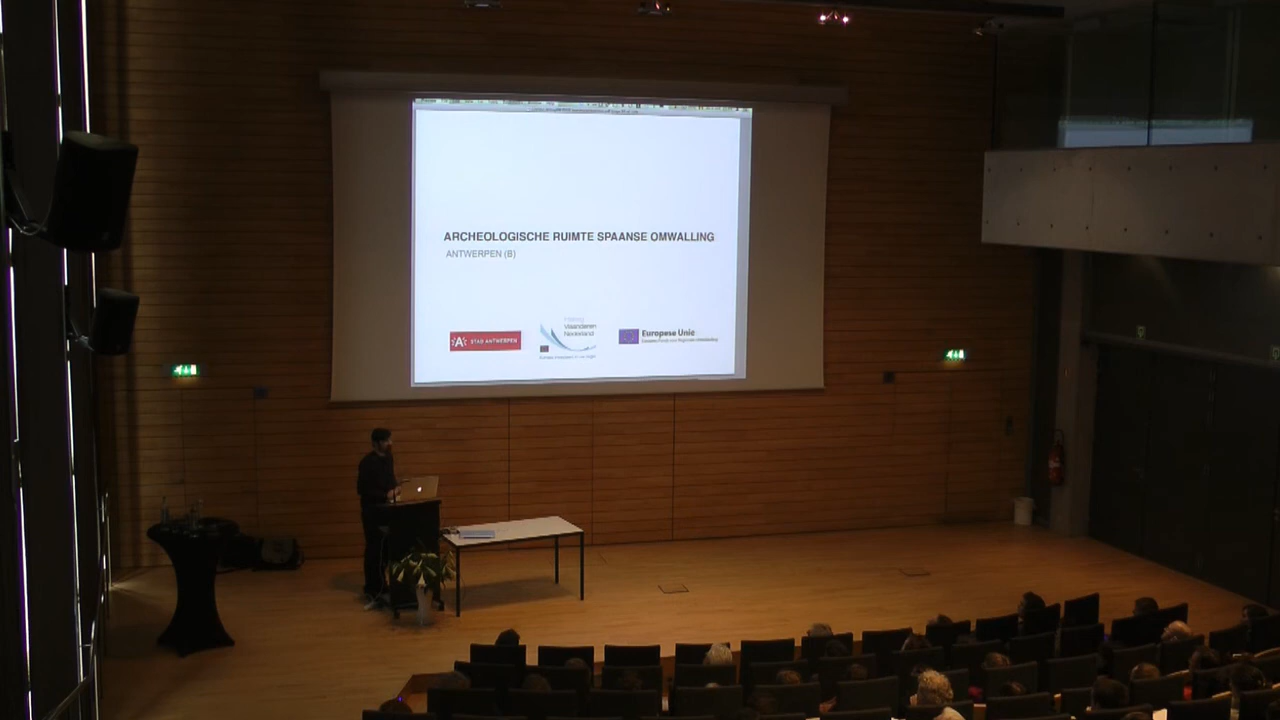 ARCHEOLOGISCHE RUIMTE SPAANSE OMWALLING
ANTWERPEN (B)
STAD ANTWERPEN
Vlaanderen
Nederland
Europese Unie